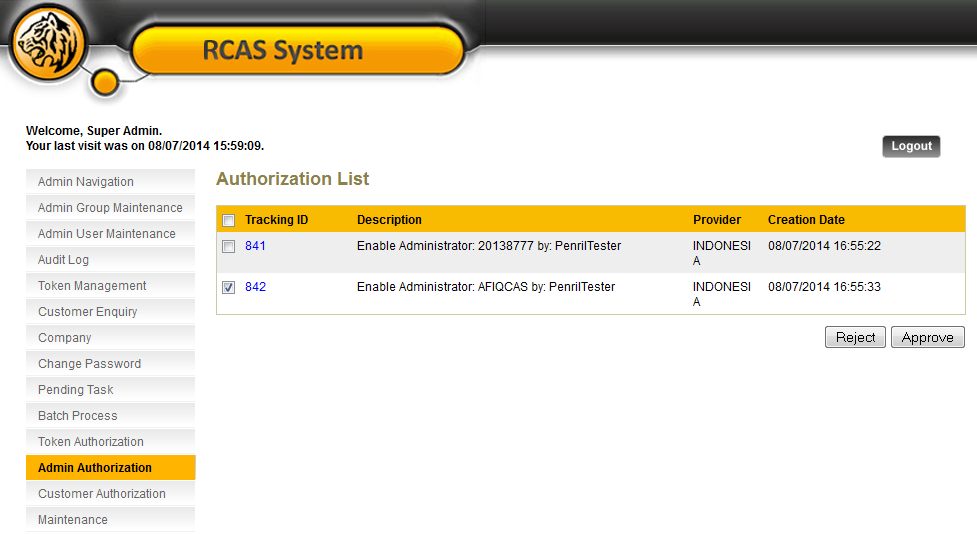 RCAS System
Welcome, Super Admin.
Your last visit was on 08/07/2014 15:59:09.
Logout
Admin Navigation
Admin Group Maintenance
Admin User Maintenance
Audit Log
Token Management
Customer Enquiry
Company
Change Password
Pending Task
Batch Process
Token Authorization
Admin Authorization
Customer Authorization
Maintenance
Authorization List
Tracking ID Description Provider Creation Date
841 Enable Administrator: 20138777 by: PenrilTester INDONESI 08/07/2014 16:55:22
A
842 Enable Administrator: AFIQCAS by: PenrilTester INDONESI 08/07/2014 16:55:33
A
Reject Approve